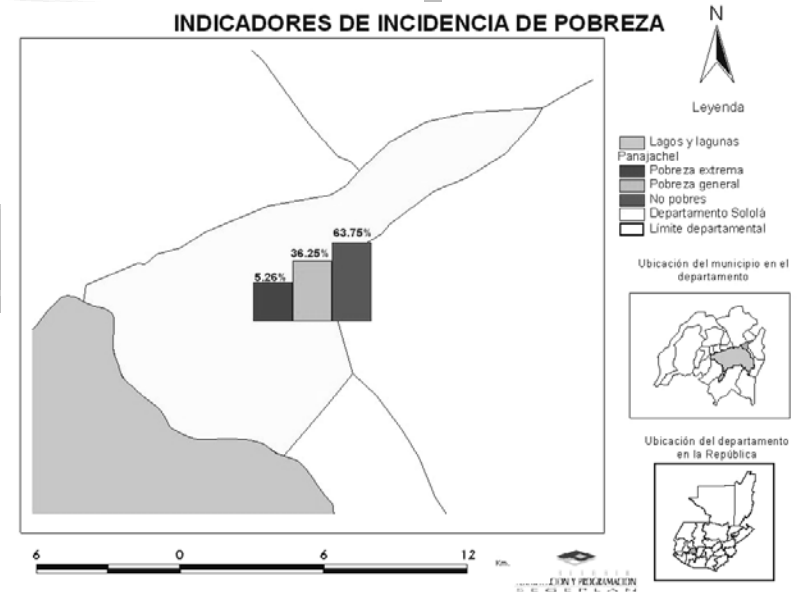 INDICADORES DE INCIDENCIA DE POBREZA
N
Leyenda
Lagos y lagunas
Panajachel
Pobreza extrema
Pobreza general
No pobres
Departamento Sololá
Límite departamental
63.75%
36.25%
5.26%
Ubicación del municipio en el
departamento
Ubicación del departamento
en la República
6 0 6 12 Km.
Y PROGRAMACION